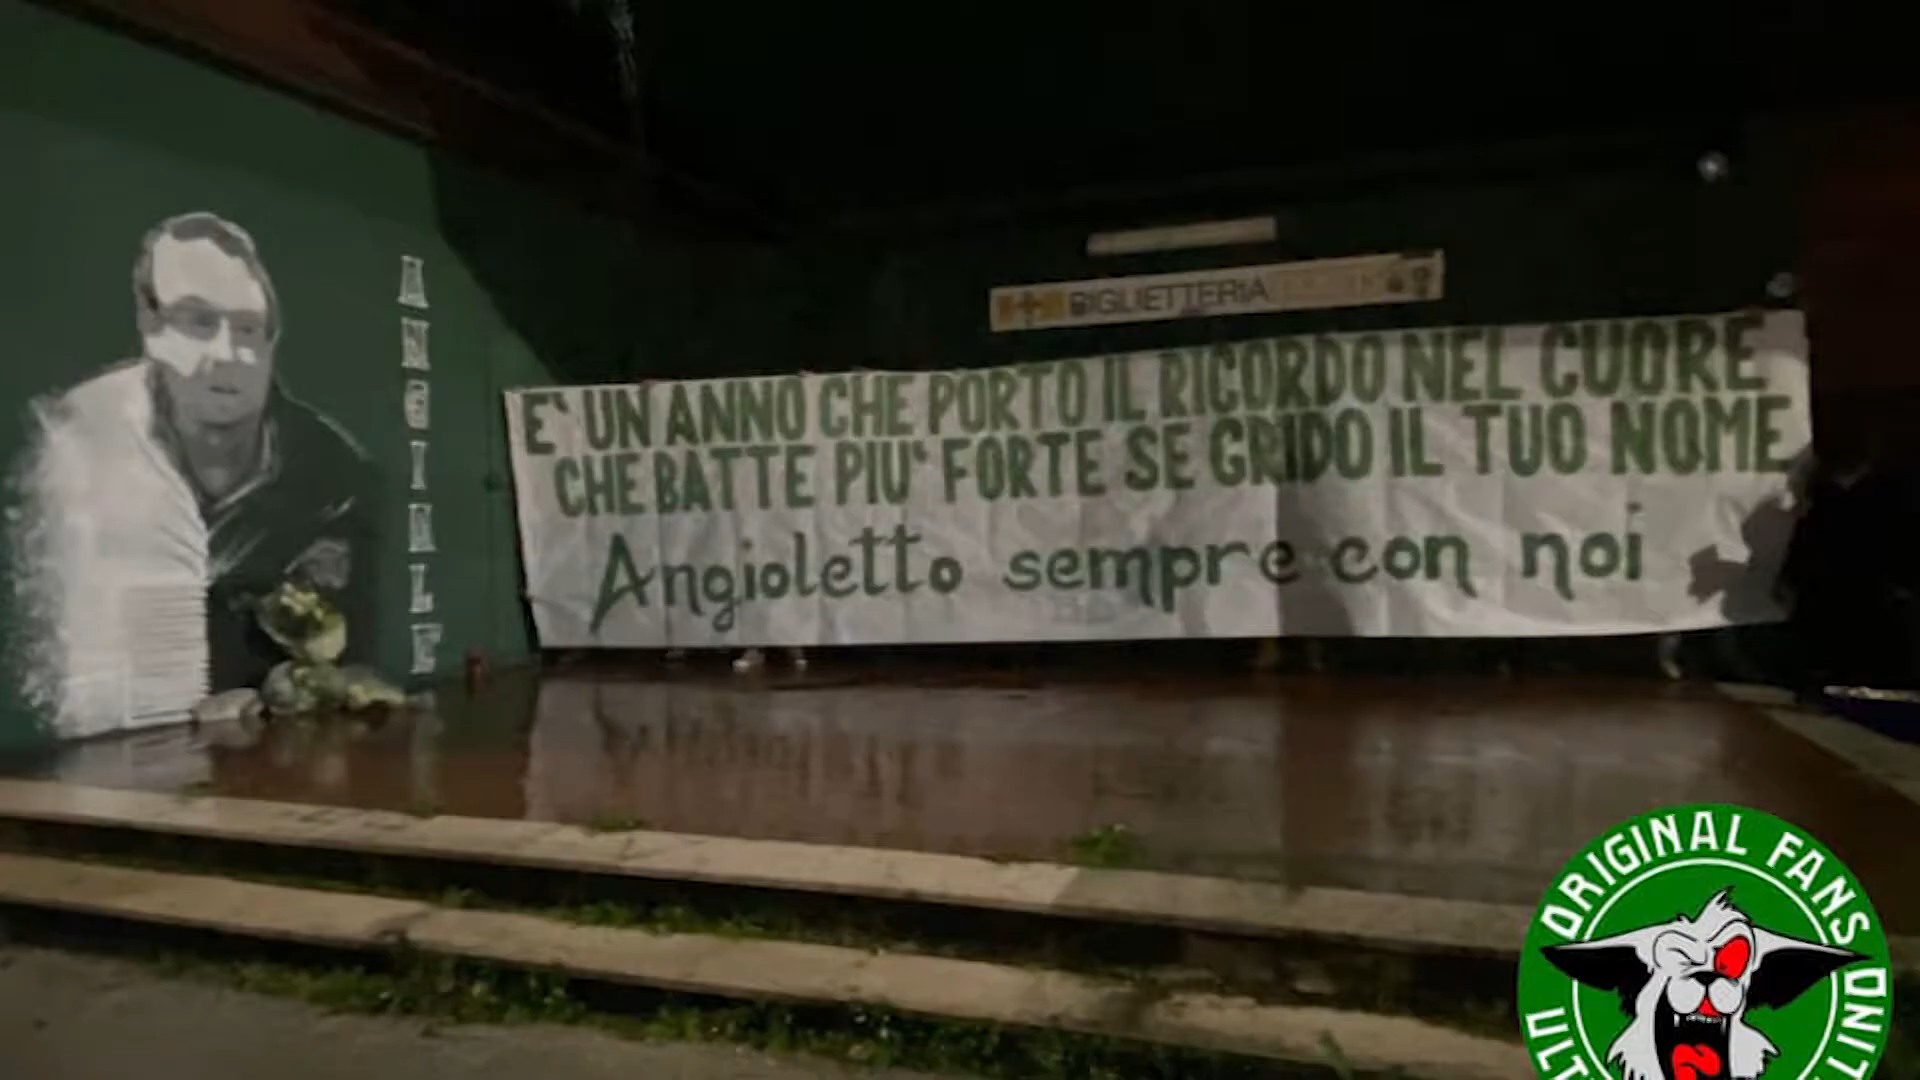 ANGIOLE
BIGLIETTERIA
E' UN ANNO CHE PORTO IL RICORDO NEL CUORE
CHE BATTE PIU' FORTE SE GRIDO IL TUO NOME
Angioletto sempre con noi
ORIGINAL FANS